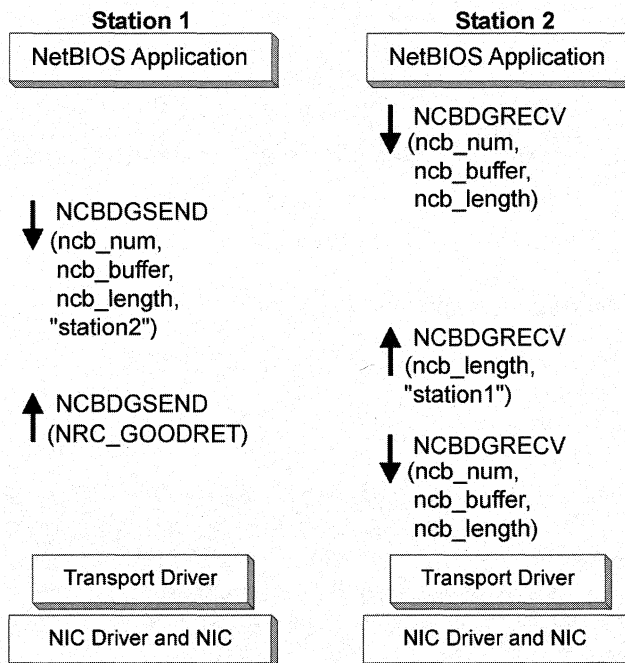 Station 1
NetBIOS Application
NCBDGSEND
(ncb_num,
ncb_buffer,
ncb_length,
"station2")
NCBDGSEND
(NRC_GOODRET)
Transport Driver
NIC Driver and NIC
Station 2
NetBIOS Application
NCBDGRECV
(ncb_num,
ncb_buffer,
ncb_length)
NCBDGRECV
(ncb_length,
"station1")
NCBDGRECV
(ncb_num,
ncb_buffer,
ncb_length)
Transport Driver
NIC Driver and NIC